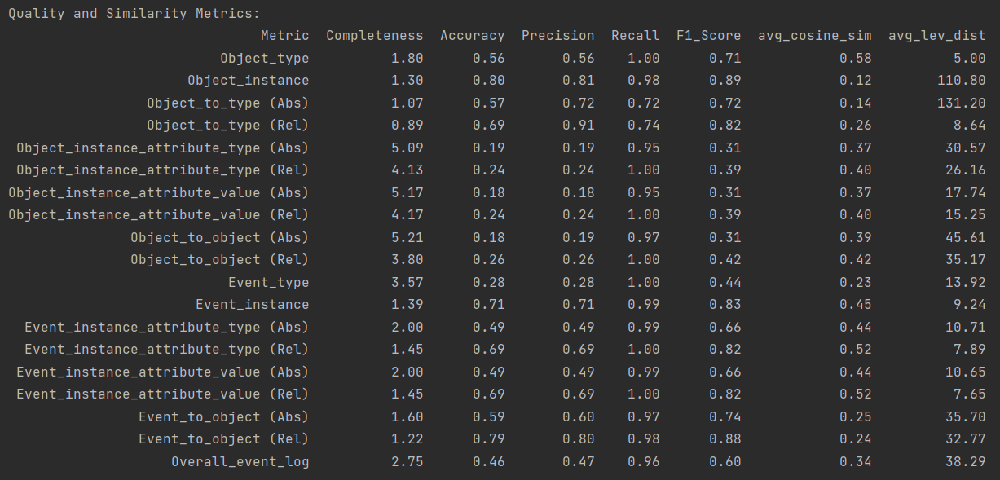 Quality and Similarity Metrics:
Metric Completeness Accuracy Precision Recall F1_Score avg_cosine_sim avg_lev_dist
Object_type 1.80 0.56 0.56 1.00 0.71 0.58 5.00
Object_instance 1.30 0.80 0.81 0.98 0.89 0.12 110.80
Object_to_type (Abs) 1.07 0.57 0.72 0.72 0.72 0.14 131.20
Object_to_type (Rel) 0.89 0.69 0.91 0.74 0.82 0.26 8.64
Object_instance_attribute_type (Abs) 5.09 0.19 0.19 0.95 0.31 0.37 30.57
Object_instance_attribute_type (Rel) 4.13 0.24 0.24 1.00 0.39 0.40 26.16
Object_instance_attribute_value (Abs) 5.17 0.18 0.18 0.95 0.31 0.37 17.74
Object_instance_attribute_value (Rel) 4.17 0.24 0.24 1.00 0.39 0.40 15.25
Object_to_object (Abs) 5.21 0.18 0.19 0.97 0.31 0.39 45.61
Object_to_object (Rel) 3.80 0.26 0.26 1.00 0.42 0.42 35.17
Event_type 3.57 0.28 0.28 1.00 0.44 0.23 13.92
Event_instance 1.39 0.71 0.71 0.99 0.83 0.45 9.24
Event_instance_attribute_type (Abs) 2.00 0.49 0.49 0.99 0.66 0.44 10.71
Event_instance_attribute_type (Rel) 1.45 0.69 0.69 1.00 0.82 0.52 7.89
Event_instance_attribute_value (Abs) 2.00 0.49 0.49 0.99 0.66 0.44 10.65
Event_instance_attribute_value (Rel) 1.45 0.69 0.69 1.00 0.82 0.52 7.65
Event_to_object (Abs) 1.60 0.59 0.60 0.97 0.74 0.25 35.70
Event_to_object (Rel) 1.22 0.79 0.80 0.98 0.88 0.24 32.77
Overall_event_log 2.75 0.46 0.47 0.96 0.60 0.34 38.29